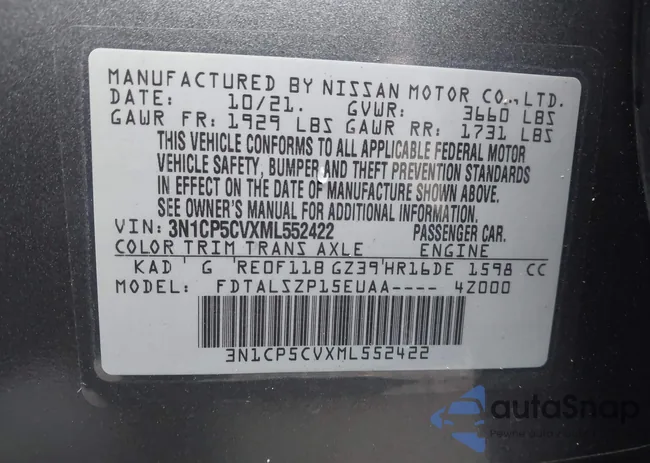 MANUFACTURED BY NISSAN MOTOR CO.,LTD.
DATE: 10/21. GVWR: 3660 LBS
GAWR FR: 1929 LBS GAWR RR: 1731 LBS
THIS VEHICLE CONFORMS TO ALL APPLICABLE FEDERAL MOTOR
VEHICLE SAFETY, BUMPER AND THEFT PREVENTION STANDARDS
IN EFFECT ON THE DATE OF MANUFACTURE SHOWN ABOVE.
SEE OWNER'S MANUAL FOR ADDITIONAL INFORMATION.
VIN: 3N1CP5CVXML552422 PASSENGER CAR.
COLOR TRIM TRANS AXLE ENGINE
KAD G RE0F11B GZ39 HR16DE 1598 CC
MODEL: FDTALSZP15EUAA---- 4Z000
3N1CP5CVXML552422
autoSnap